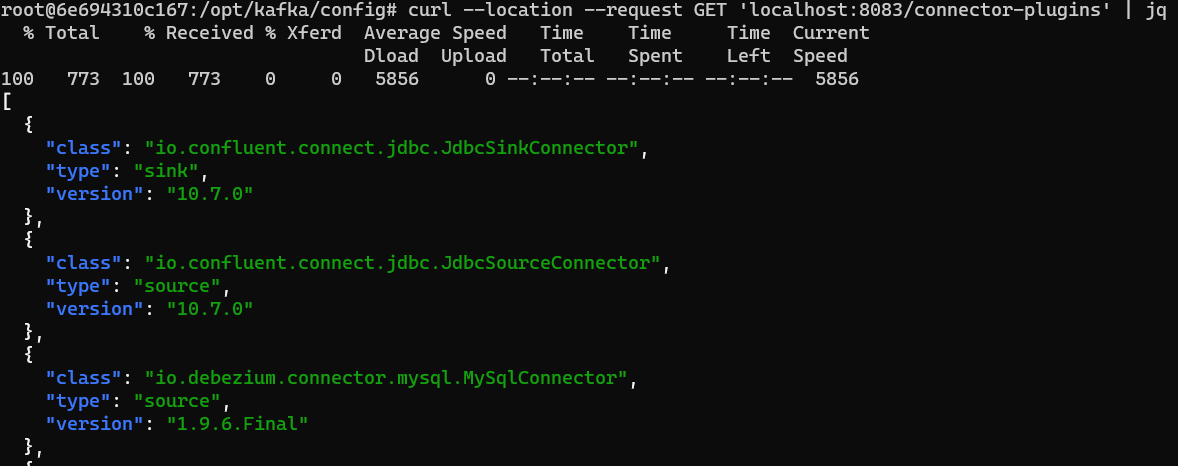 root@6e694310c167:/opt/kafka/config# curl --location --request GET 'localhost:8083/connector-plugins' | jq
  % Total    % Received % Xferd  Average Speed   Time    Time     Time  Current
                                 Dload  Upload   Total   Spent    Left  Speed
100   773  100   773    0     0   5856      0 --:--:-- --:--:-- --:--:--  5856
[
  {
    "class": "io.confluent.connect.jdbc.JdbcSinkConnector",
    "type": "sink",
    "version": "10.7.0"
  },
  {
    "class": "io.confluent.connect.jdbc.JdbcSourceConnector",
    "type": "source",
    "version": "10.7.0"
  },
  {
    "class": "io.debezium.connector.mysql.MySqlConnector",
    "type": "source",
    "version": "1.9.6.Final"
  },